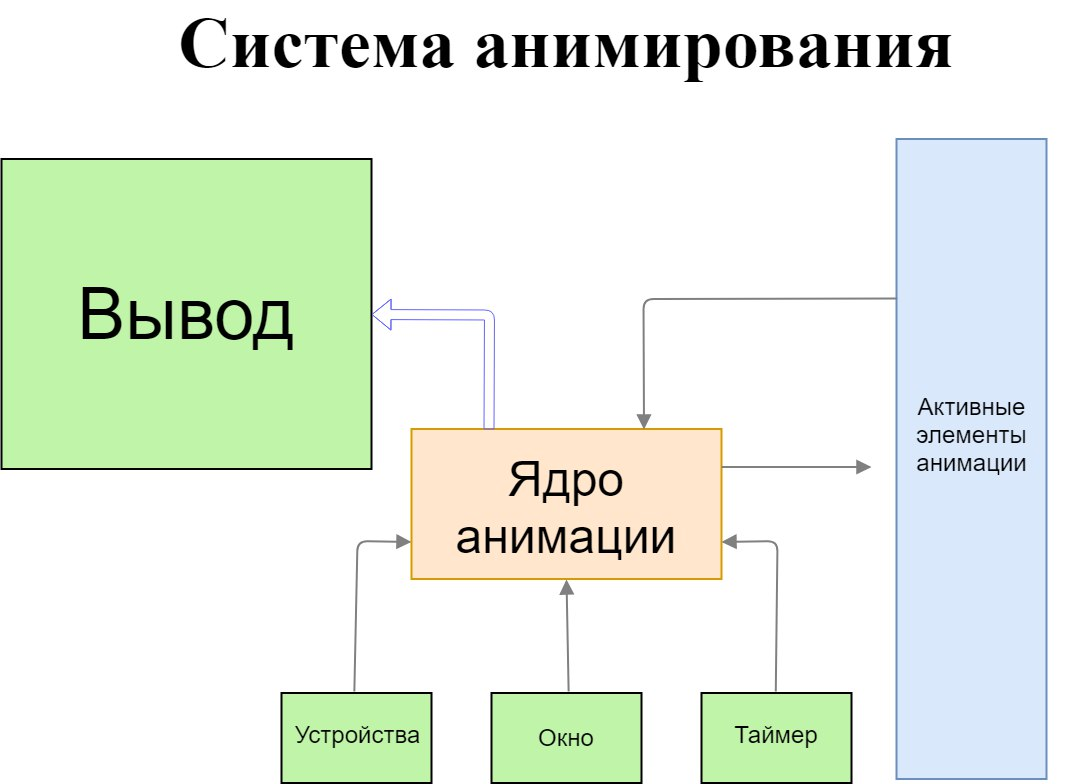 Система анимирования
Вывод
Активные
элементы
анимации
Ядро
анимации
Устройства
Окно
Таймер